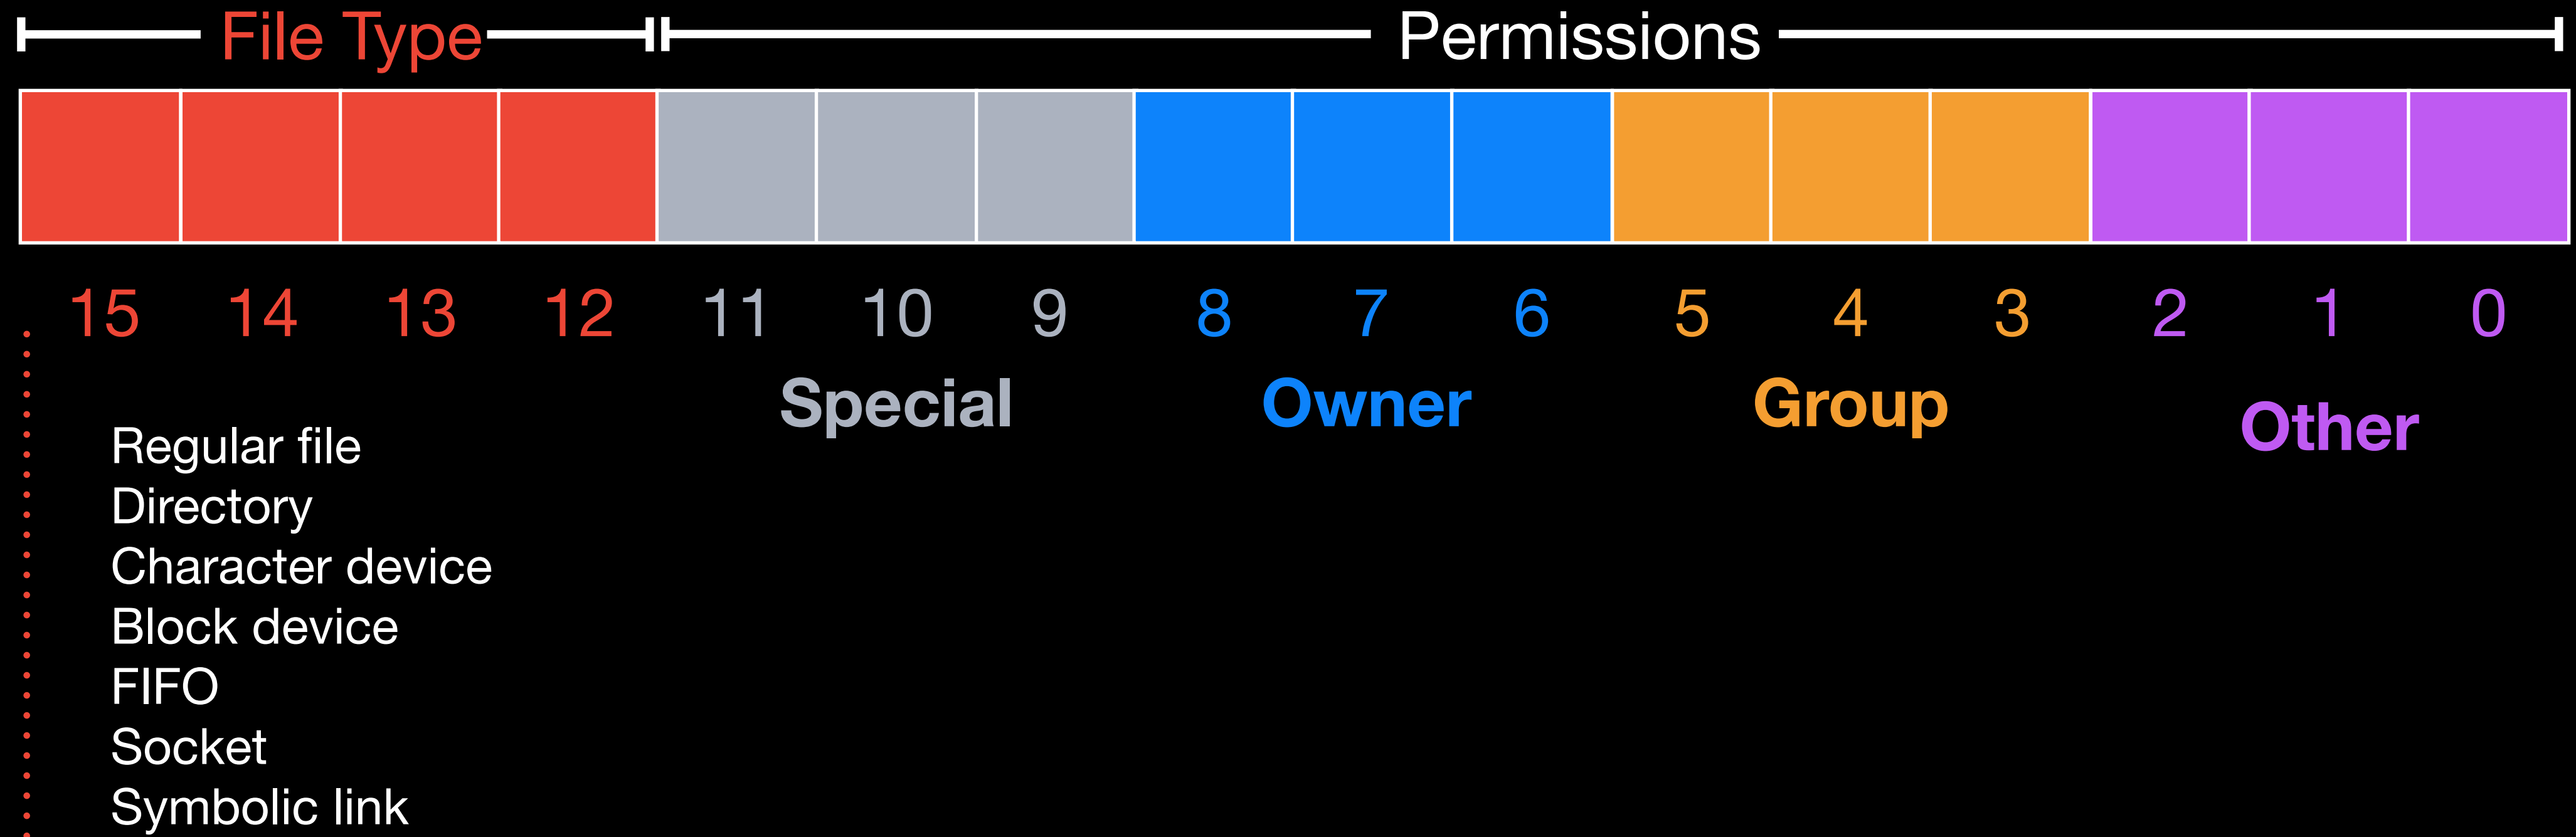 File Type Permissions
15 14 13 12 11 10 9 8 7 6 5 4 3 2 1 0
Special Owner Group Other
Regular file
Directory
Character device
Block device
FIFO
Socket
Symbolic link